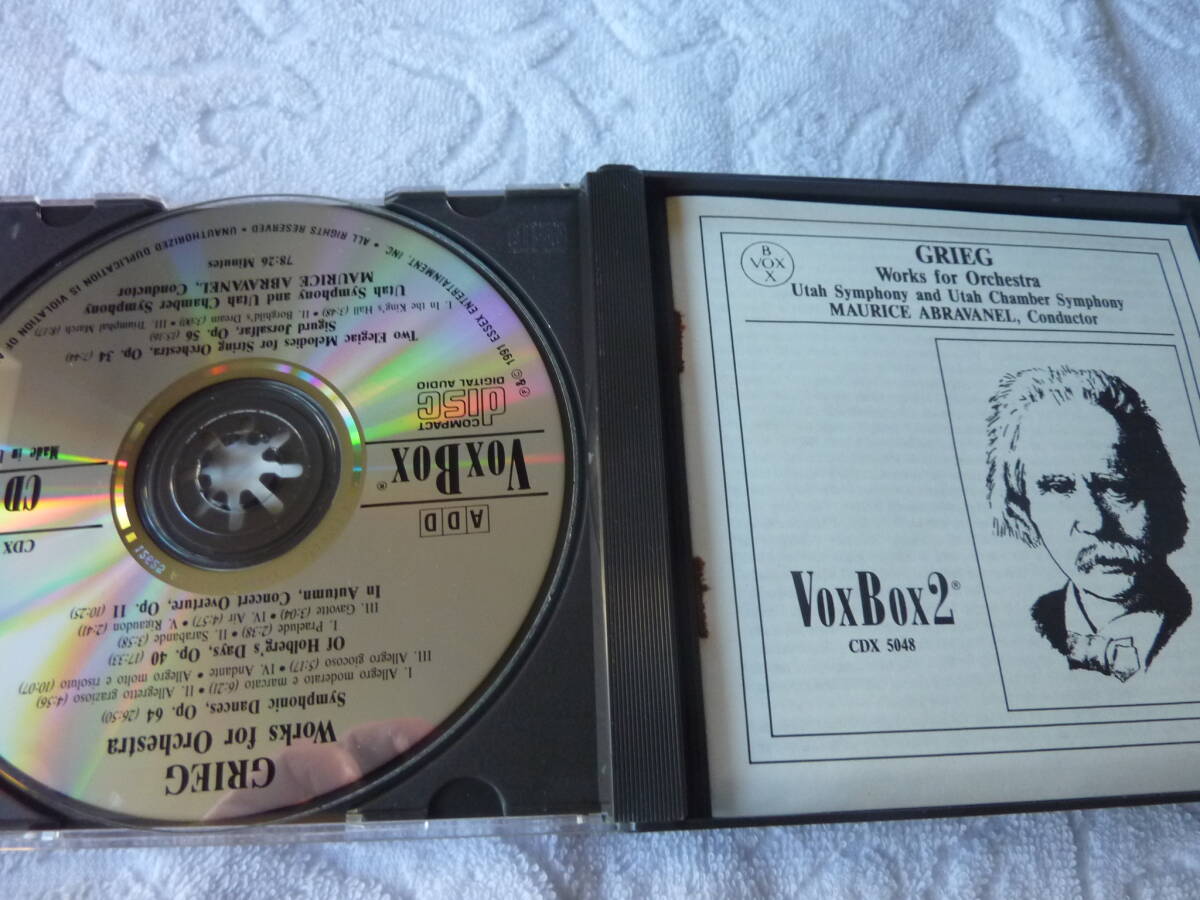 GRIEG
Works for Orchestra
Symphonic Dances, Op. 64 (26:50)
I. Allegro moderato e marcato (6:21) • II. Allegretto grazioso (4:56)
III. Allegro giocoso (5:17) • IV. Andante • Allegro molto e risoluto (10:07)
Of Holberg's Days, Op. 40 (17:33)
I. Praelude (2:38) • II. Sarabande (3:58)
III. Gavotte (3:04) • IV. Air (4:57) • V. Rigaudon (2:41)
In Autumn, Concert Overture, Op. 11 (10:25)
ADD
VOXBOX®
CDX
CD
Made in
COMPACT
disc
DIGITAL AUDIO
Two Elegiac Melodies for String Orchestra, Op. 34 (7:44)
Sigurd Jorsalfar, Op. 56 (15:16)
I. In the King's Hall (3:48) • II. Borghild's Dream (3:00) • III. Triumphal March (8:17)
Utah Symphony and Utah Chamber Symphony
MAURICE ABRAVANEL, Conductor
78:26 Minutes
℗ & © 1991 ESSEX ENTERTAINMENT, INC. • ALL RIGHTS RESERVED • UNAUTHORIZED DUPLICATION IS VIOLATION OF
B
VOX
X
GRIEG
Works for Orchestra
Utah Symphony and Utah Chamber Symphony
MAURICE ABRAVANEL, Conductor
VOXBOX2®
CDX 5048